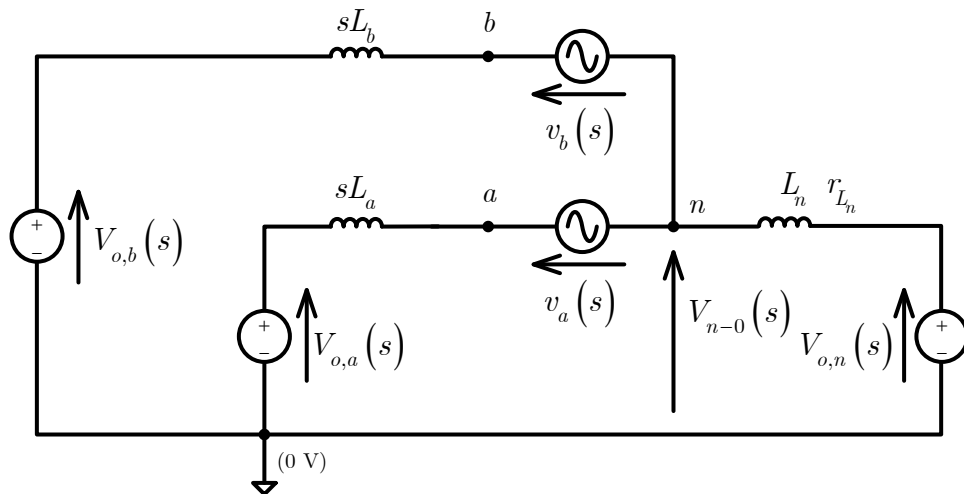 sL_b
b
v_b(s)
V_{o,b}(s)
sL_a
a
n
L_n
r_{L_n}
v_a(s)
V_{o,a}(s)
V_{n-0}(s)
V_{o,n}(s)
+
−
+
−
+
−
(0 V)